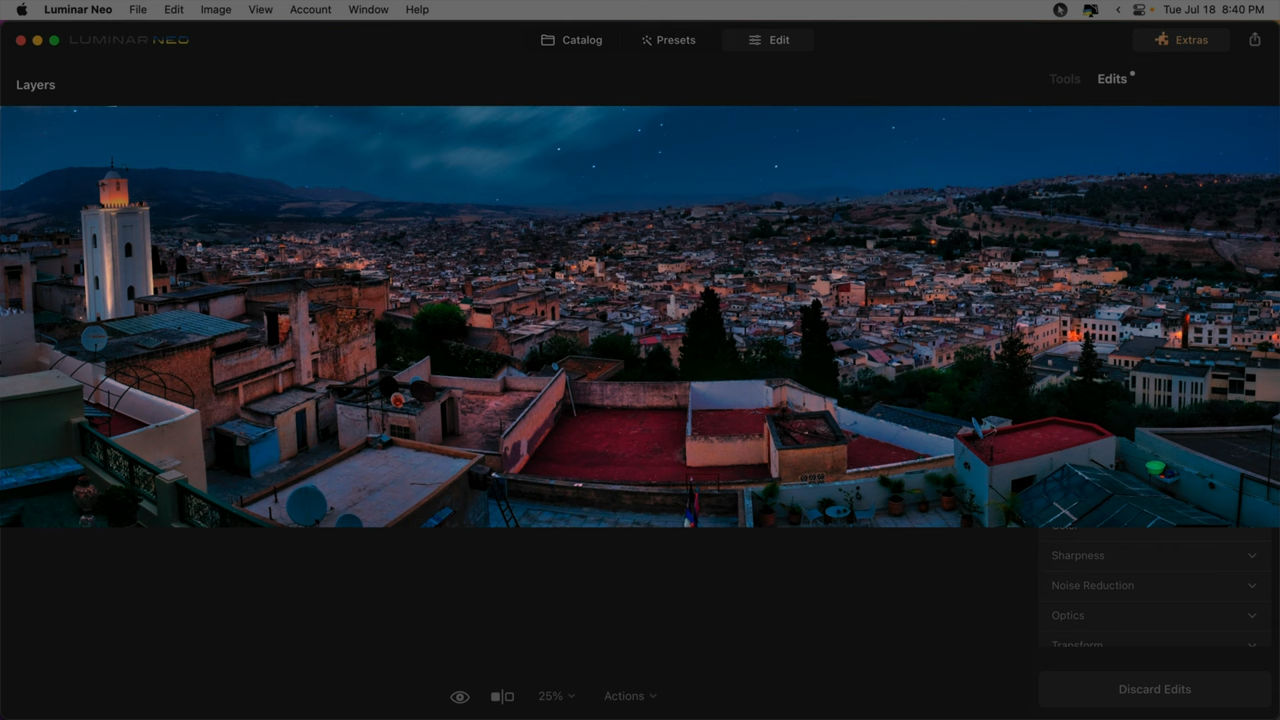 Luminar Neo File Edit Image View Account Window Help Tue Jul 18 8:40 PM
LUMINAR NEO Catalog Presets Edit Extras
Layers Tools Edits
Sharpness
Noise Reduction
Optics
Transform
Discard Edits
25% Actions